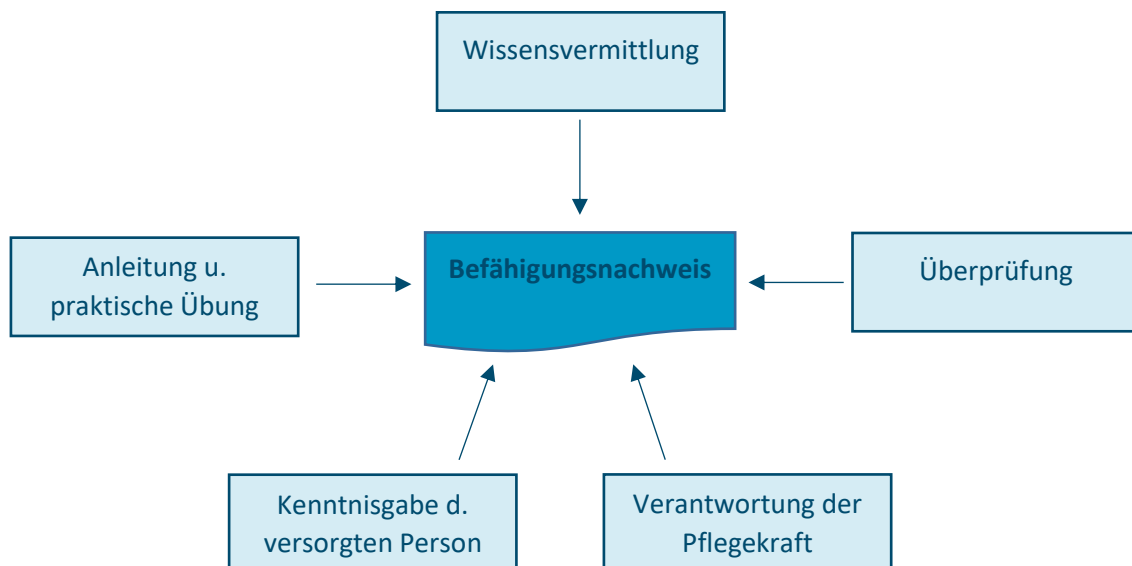 Wissensvermittlung
Anleitung u.
praktische Übung
Befähigungsnachweis
Überprüfung
Kenntnisgabe d.
versorgten Person
Verantwortung der
Pflegekraft